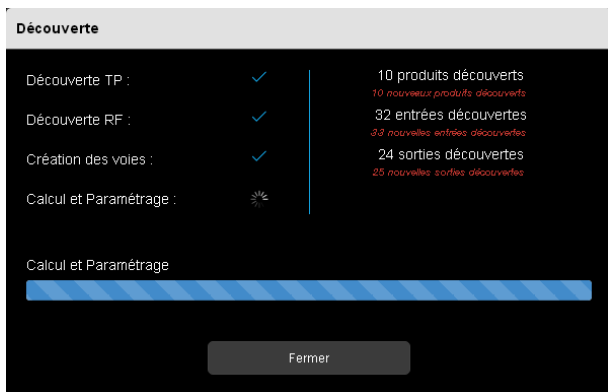 Découverte
Découverte TP :
Découverte RF :
Création des voies :
Calcul et Paramétrage :
10 produits découverts
10 nouveaux produits découverts
32 entrées découvertes
33 nouvelles entrées découvertes
24 sorties découvertes
25 nouvelles sorties découvertes
Calcul et Paramétrage
Fermer